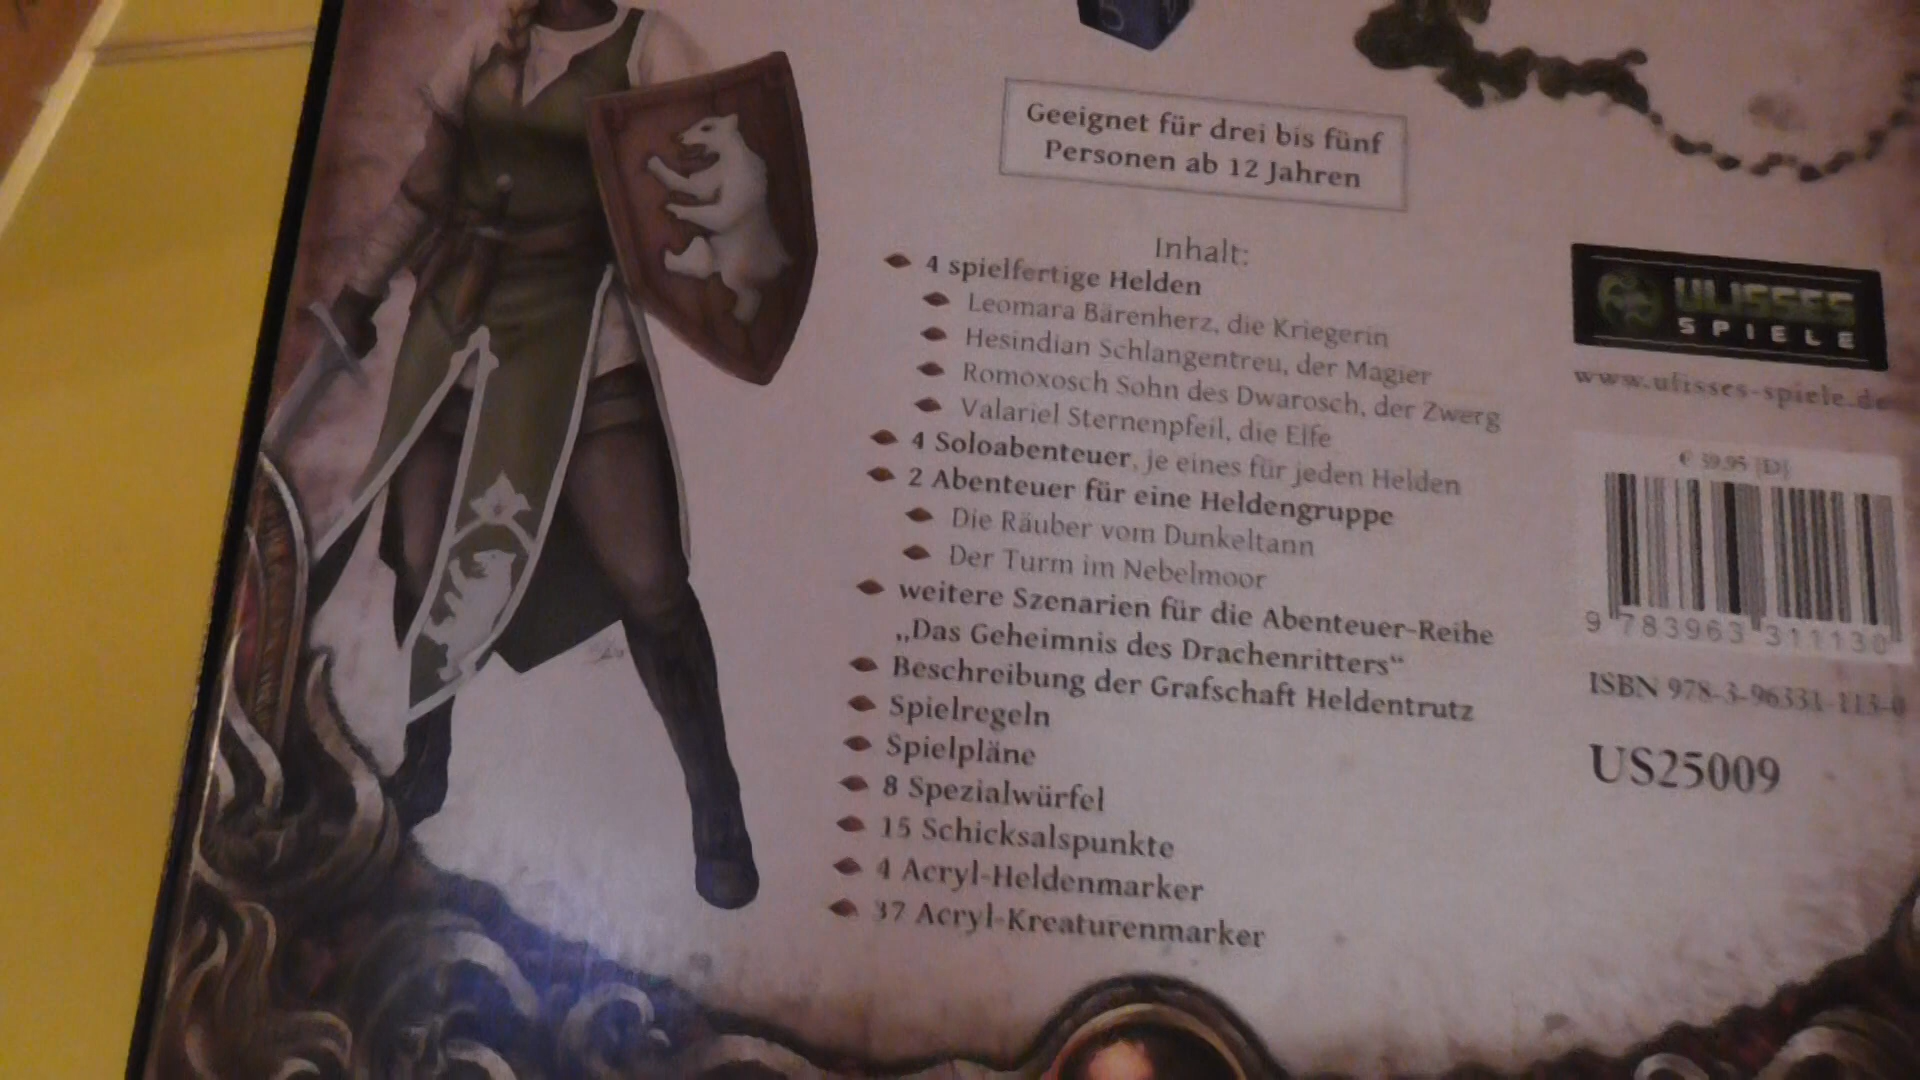 Geeignet für drei bis fünf
Personen ab 12 Jahren
Inhalt:
4 spielfertige Helden
Leomara Bärenherz, die Kriegerin
Hesindian Schlangentreu, der Magier
Romoxosch Sohn des Dwarosch, der Zwerg
Valariel Sternenpfeil, die Elfe
4 Soloabenteuer, je eines für jeden Helden
2 Abenteuer für eine Heldengruppe
Die Räuber vom Dunkeltann
Der Turm im Nebelmoor
weitere Szenarien für die Abenteuer-Reihe
„Das Geheimnis des Drachenritters“
Beschreibung der Grafschaft Heldentrutz
Spielregeln
Spielpläne
8 Spezialwürfel
15 Schicksalspunkte
4 Acryl-Heldenmarker
37 Acryl-Kreaturenmarker
ULISSES
SPIELE
www.ulisses-spiele.de
€ 39,95 [D]
9 783963 311130
ISBN 978-3-96331-113-0
US25009
5